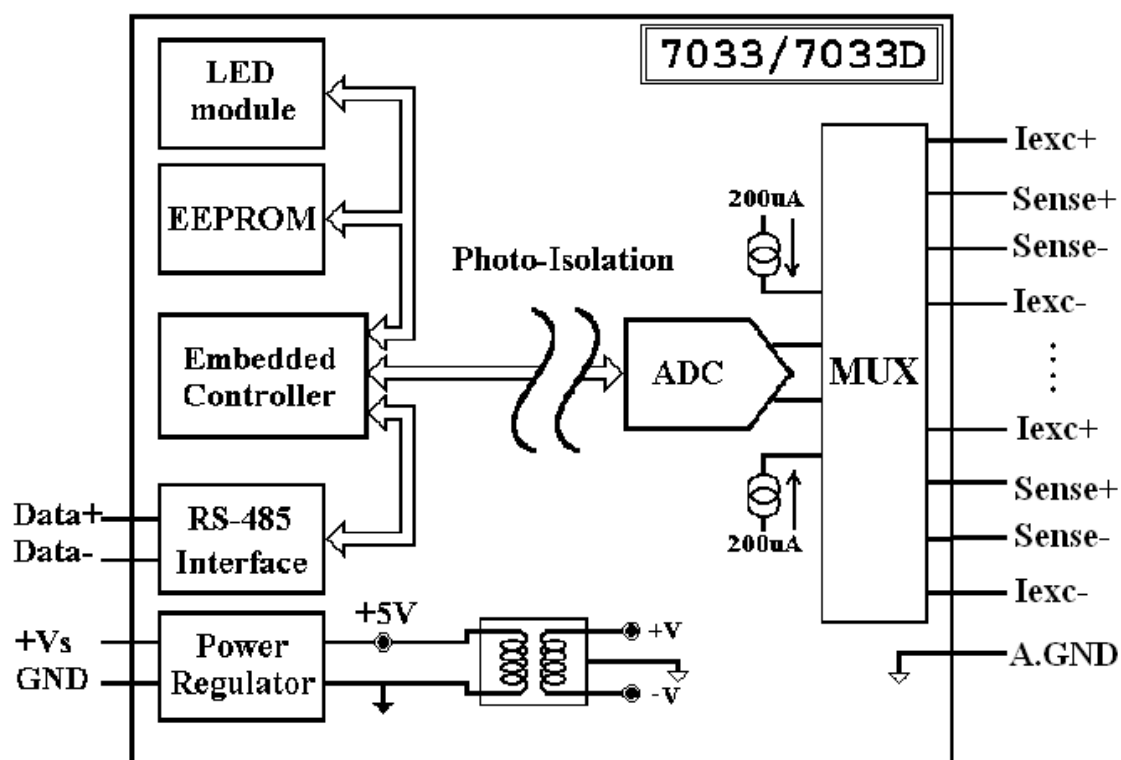 7033/7033D
LED
module
EEPROM
Embedded
Controller
RS-485
Interface
Power
Regulator
Data+
Data-
+Vs
GND
+5V
+V
-V
Photo-Isolation
ADC
200uA
200uA
MUX
Iexc+
Sense+
Sense-
Iexc-
Iexc+
Sense+
Sense-
Iexc-
A.GND